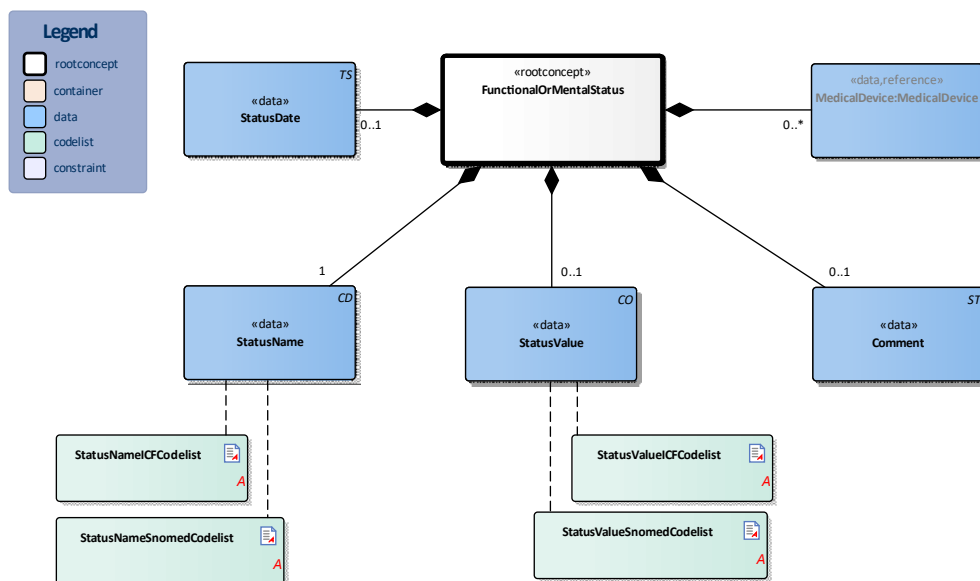 Legend
rootconcept
container
data
codelist
constraint
TS
«data»
StatusDate
0..1
«rootconcept»
FunctionalOrMentalStatus
«data,reference»
MedicalDevice:MedicalDevice
0..*
1
0..1
0..1
CD
«data»
StatusName
CO
«data»
StatusValue
ST
«data»
Comment
StatusNameICFCodelist
A
StatusValueICFCodelist
A
StatusNameSnomedCodelist
A
StatusValueSnomedCodelist
A